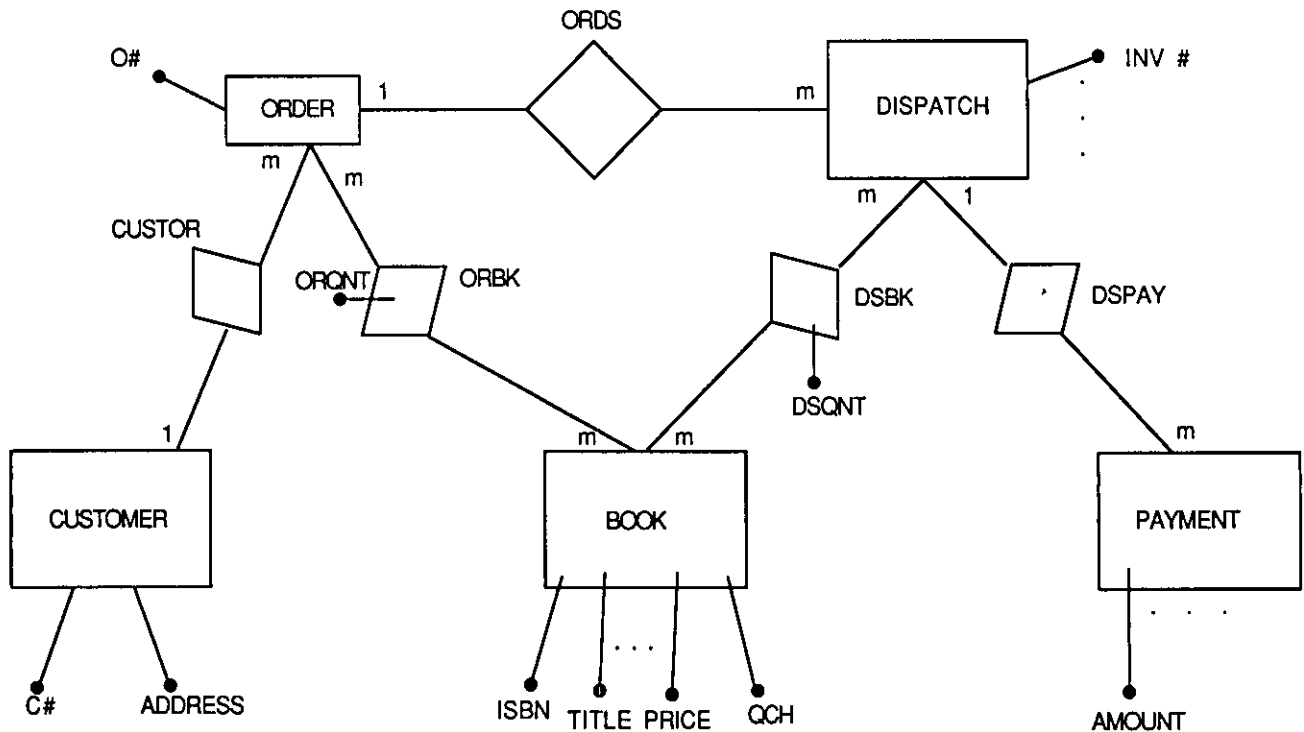 ORDS
O#
INV #
ORDER
1
m
DISPATCH
m
m
m
1
CUSTOR
ORQNT
ORBK
DSBK
DSPAY
DSQNT
1
m
m
m
CUSTOMER
BOOK
PAYMENT
. . .
. . .
C#
ADDRESS
ISBN
TITLE
PRICE
QCH
AMOUNT